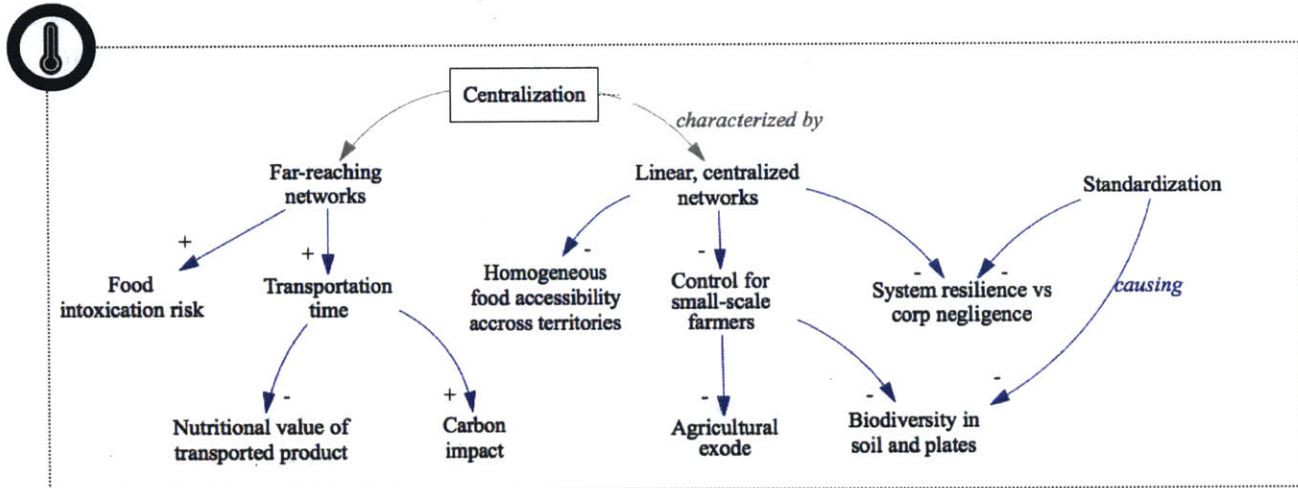 Centralization
characterized by
Far-reaching
networks
Linear, centralized
networks
Standardization
+
+
-
-
-
-
Food
intoxication risk
Transportation
time
Homogeneous
food accessibility
accross territories
Control for
small-scale
farmers
System resilience vs
corp negligence
causing
-
+
-
-
-
Nutritional value of
transported product
Carbon
impact
Agricultural
exode
Biodiversity in
soil and plates